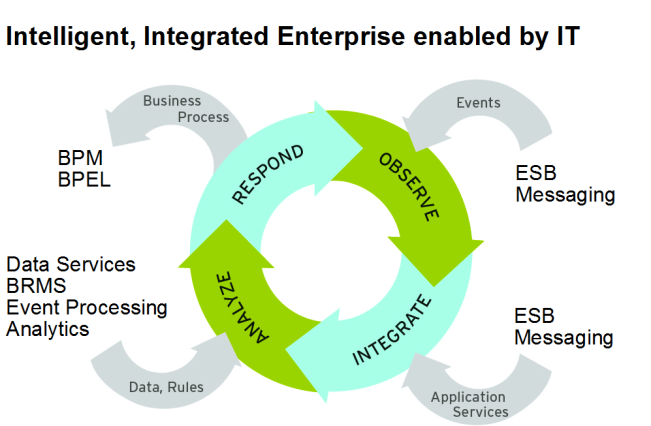 Intelligent, Integrated Enterprise enabled by IT
Business
Process
Events
BPM
BPEL
RESPOND
OBSERVE
ESB
Messaging
Data Services
BRMS
Event Processing
Analytics
ANALYZE
INTEGRATE
ESB
Messaging
Data, Rules
Application
Services